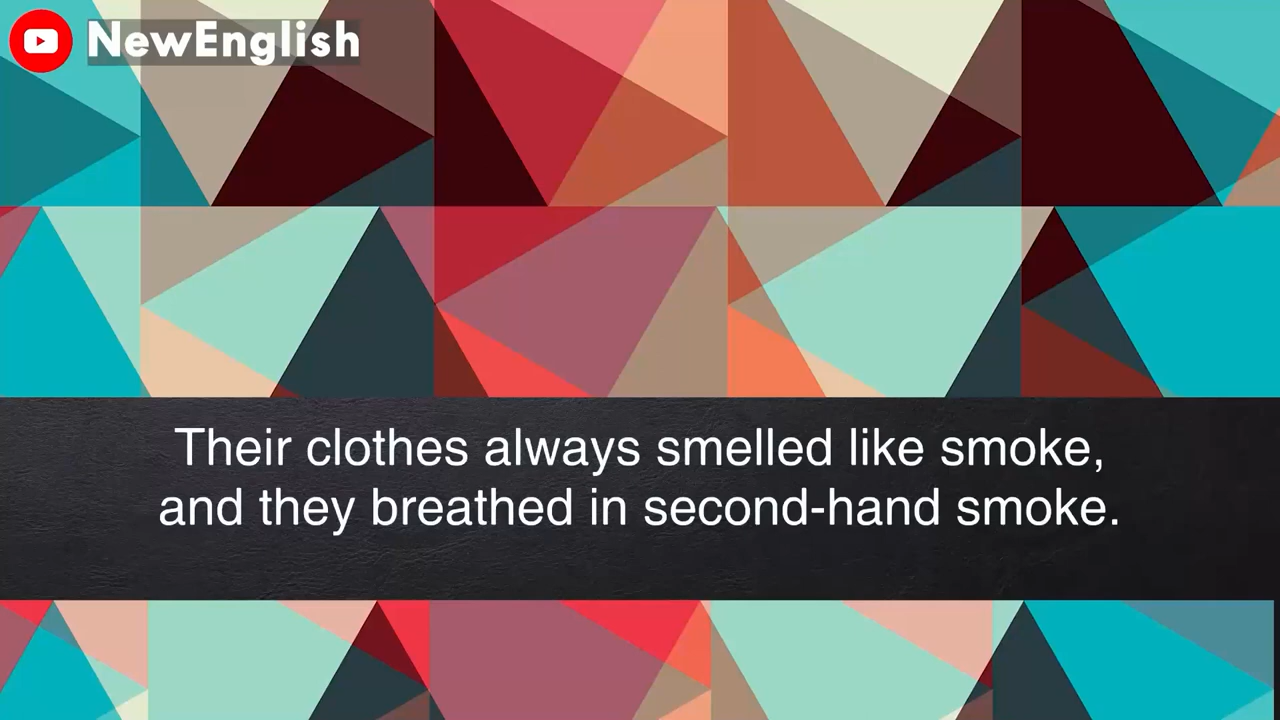 NewEnglish
Their clothes always smelled like smoke,
and they breathed in second-hand smoke.